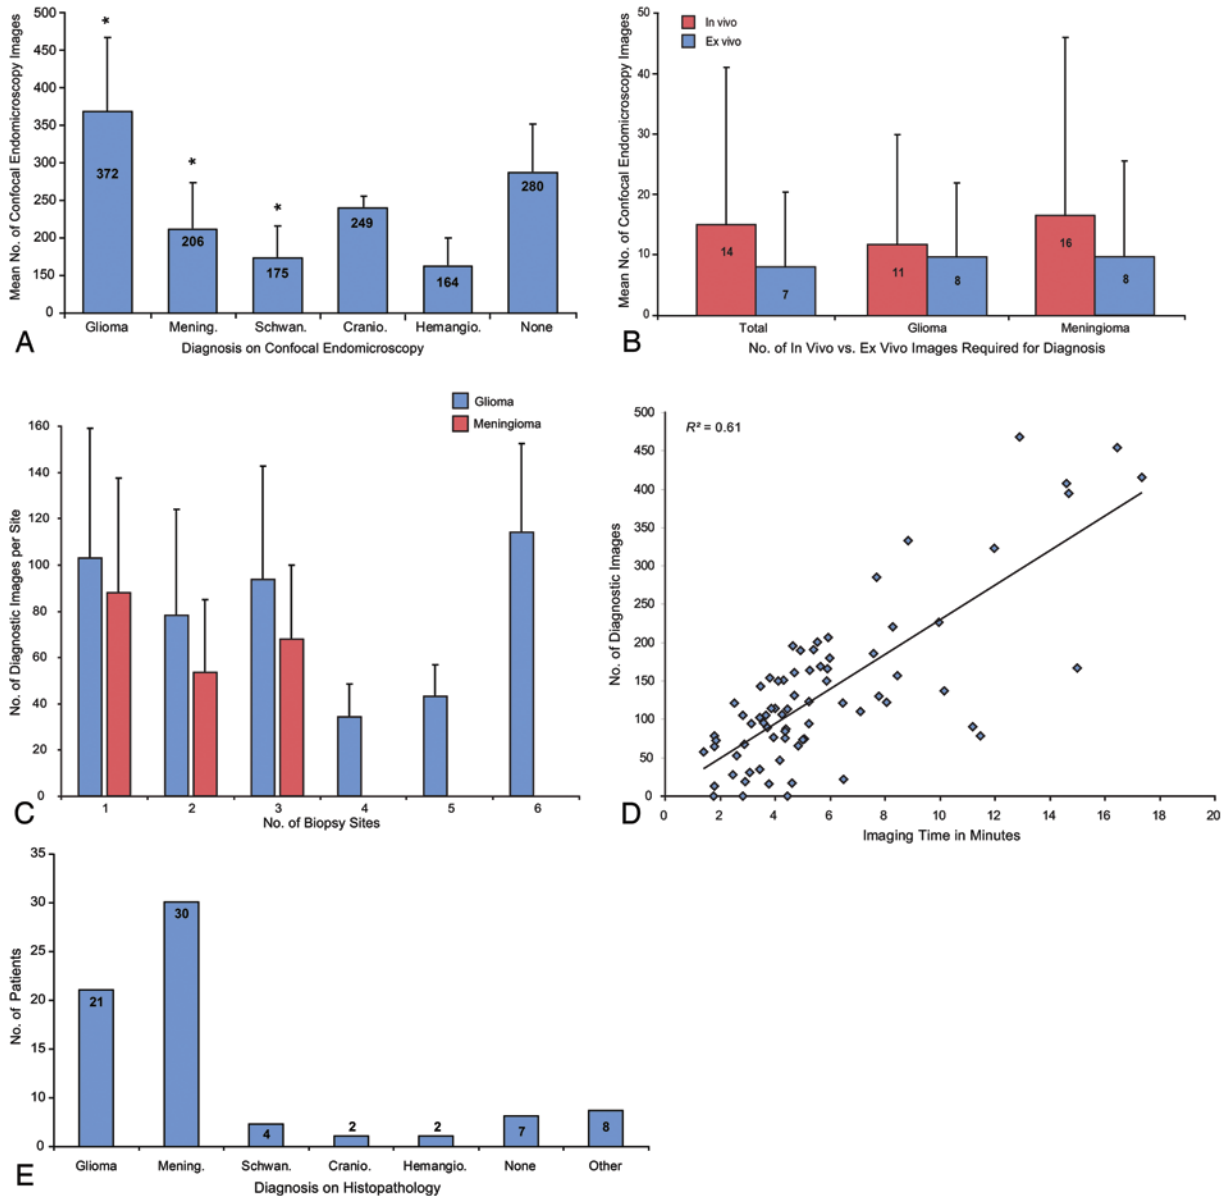 Mean No. of Confocal Endomicroscopy Images
500
450
400
350
300
250
200
150
0
*
*
*
372
206
175
249
164
280
Glioma Mening. Schwan. Cranio. Hemangio. None
Diagnosis on Confocal Endomicroscopy
A
Mean No. of Confocal Endomicroscopy Images
50
40
30
20
10
0
In vivo
Ex vivo
14
7
11
8
16
8
Total Glioma Meningioma
No. of In Vivo vs. Ex Vivo Images Required for Diagnosis
B
No. of Diagnostic Images per Site
160
140
120
100
80
60
40
20
0
Glioma
Meningioma
1 2 3 4 5 6
No. of Biopsy Sites
C
No. of Diagnostic Images
500
450
400
350
300
250
200
150
100
50
0
R² = 0.61
0 2 4 6 8 10 12 14 16 18 20
Imaging Time in Minutes
D
No. of Patients
35
30
25
20
15
10
0
21
30
4
2
2
7
8
Glioma Mening. Schwan. Cranio. Hemangio. None Other
Diagnosis on Histopathology
E